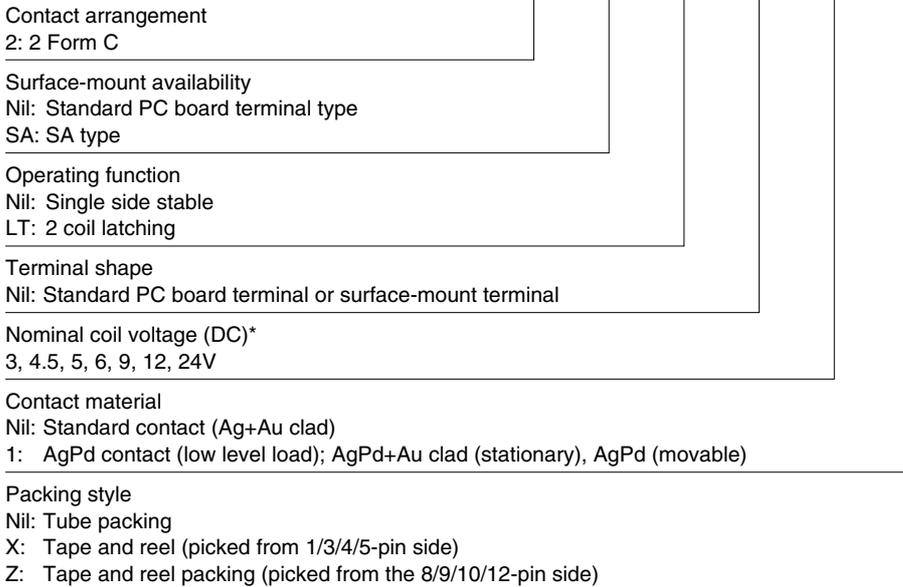 Contact arrangement
2: 2 Form C
Surface-mount availability
Nil: Standard PC board terminal type
SA: SA type
Operating function
Nil: Single side stable
LT: 2 coil latching
Terminal shape
Nil: Standard PC board terminal or surface-mount terminal
Nominal coil voltage (DC)*
3, 4.5, 5, 6, 9, 12, 24V
Contact material
Nil: Standard contact (Ag+Au clad)
1: AgPd contact (low level load); AgPd+Au clad (stationary), AgPd (movable)
Packing style
Nil: Tube packing
X: Tape and reel (picked from 1/3/4/5-pin side)
Z: Tape and reel packing (picked from the 8/9/10/12-pin side)